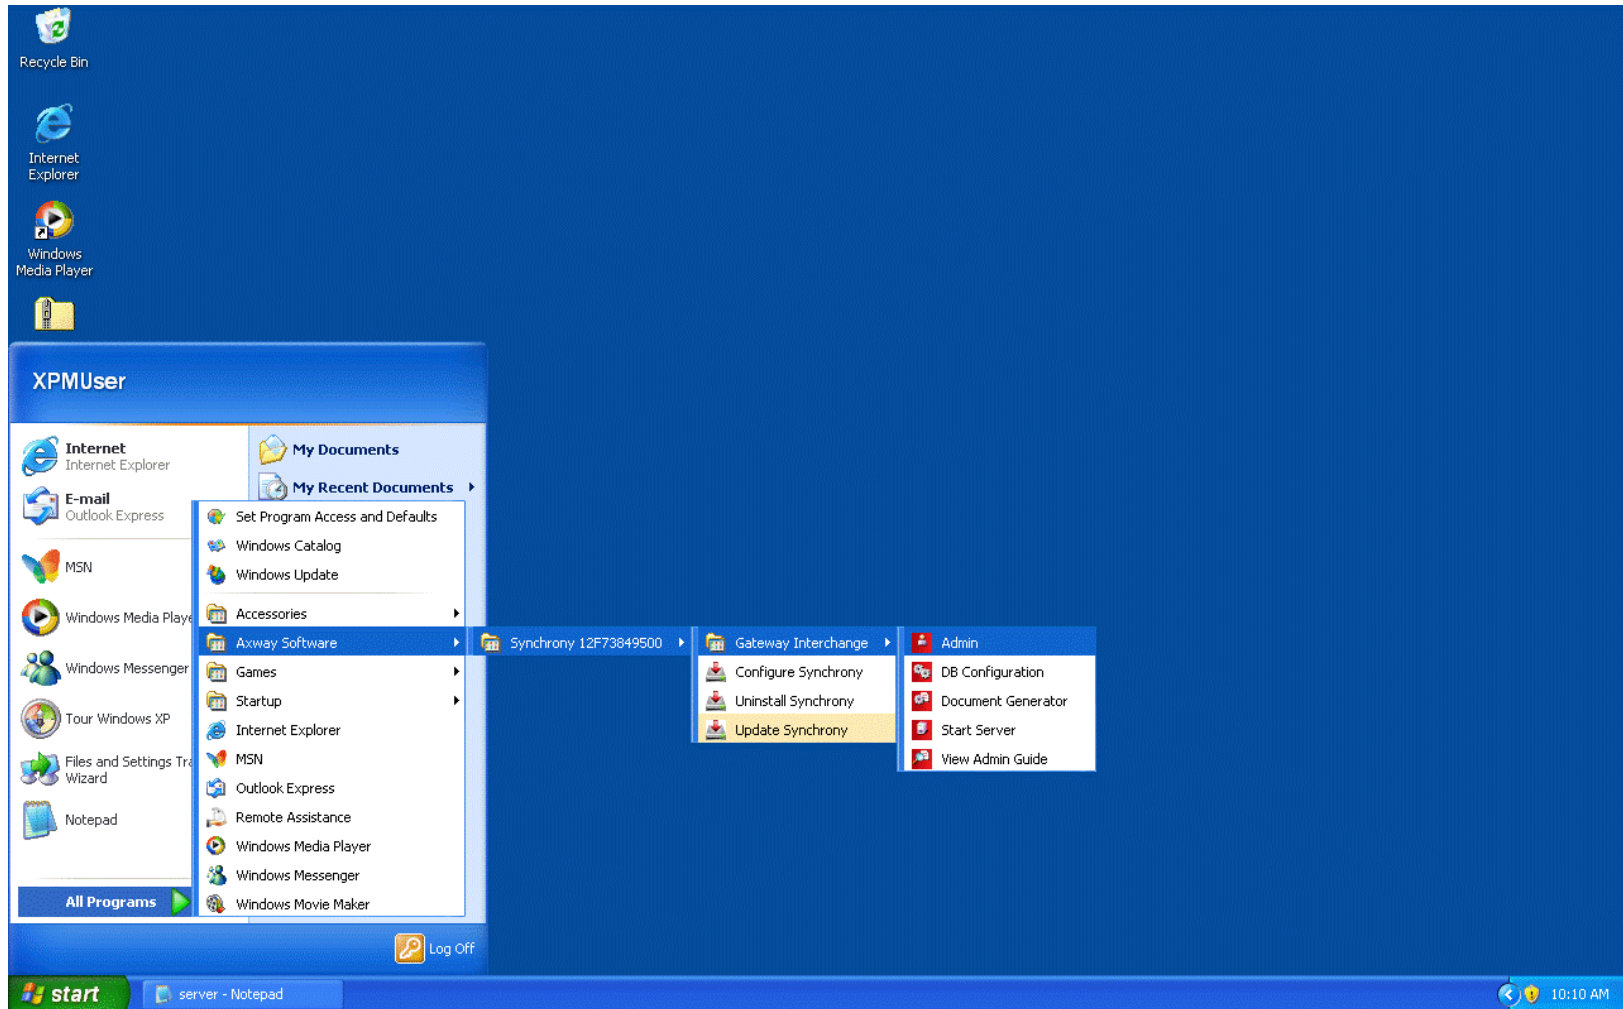 Recycle Bin
Internet
Explorer
Windows
Media Player
XPMUser
Internet
Internet Explorer
E-mail
Outlook Express
MSN
Windows Media Playe
Windows Messenger
Tour Windows XP
Files and Settings Tra
Wizard
Notepad
All Programs
My Documents
My Recent Documents
Set Program Access and Defaults
Windows Catalog
Windows Update
Accessories
Axway Software
Games
Startup
Internet Explorer
MSN
Outlook Express
Remote Assistance
Windows Media Player
Windows Messenger
Windows Movie Maker
Synchrony 12F73849500
Gateway Interchange
Configure Synchrony
Uninstall Synchrony
Update Synchrony
Admin
DB Configuration
Document Generator
Start Server
View Admin Guide
Log Off
start
server - Notepad
10:10 AM